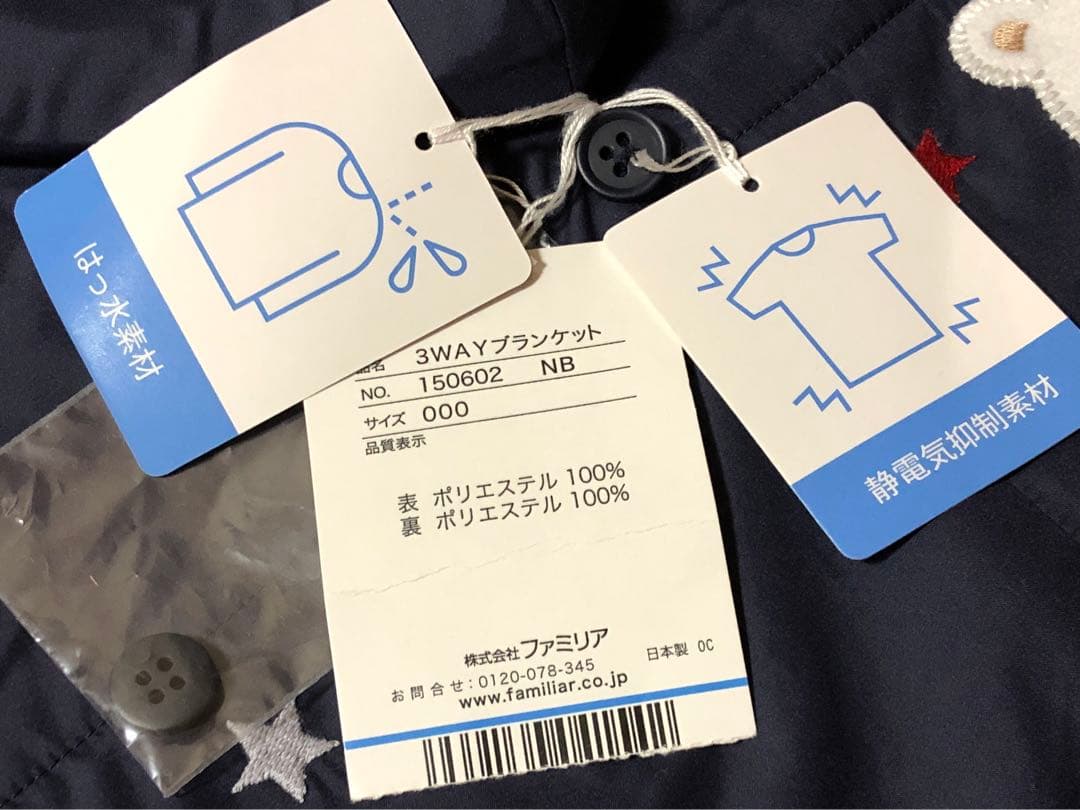 はっ水素材
品名 3WAYブランケット
NO. 150602 NB
サイズ 000
品質表示
表 ポリエステル 100%
裏 ポリエステル 100%
株式会社 ファミリア
日本製 0C
お問合せ:0120-078-345
www.familiar.co.jp
静電気抑制素材